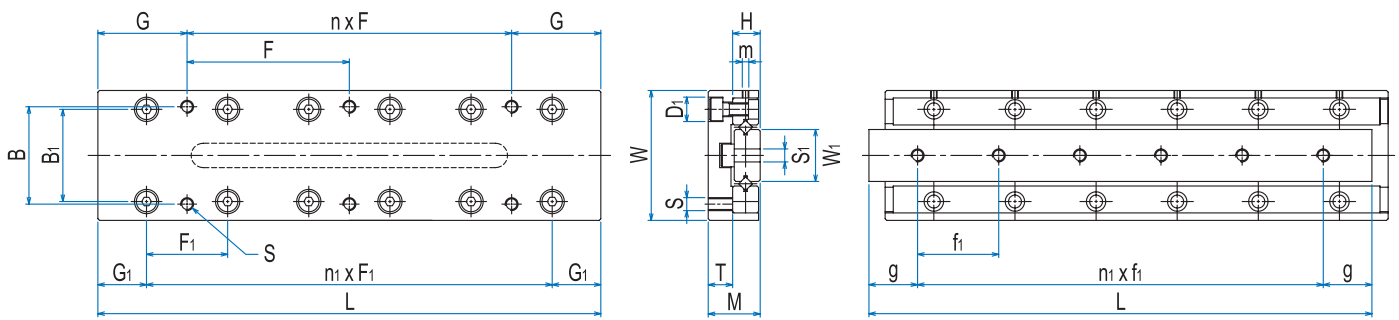 G n x F G
F
B B1
F1 S
G1 n1 x F1 G1
L
H
m
D1
W S1 W1
S
T
M
f1
g n1 x f1 g
L